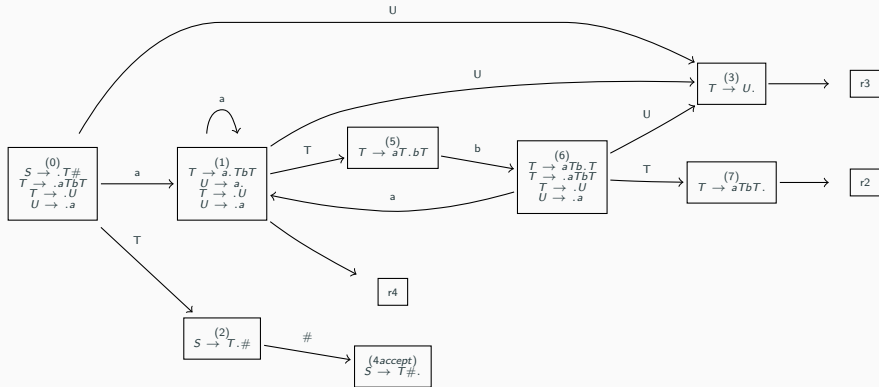 U
(3)
T → U.
r3
U
a
U
(5)
T → aT.bT
T
b
(0)
S → .T#
T → .aTbT
T → .U
U → .a
a
(1)
T → a.TbT
U → a.
T → .U
U → .a
(6)
T → aTb.T
T → .aTbT
T → .U
U → .a
T
(7)
T → aTbT.
r2
a
T
r4
(2)
S → T.#
#
(4accept)
S → T#.